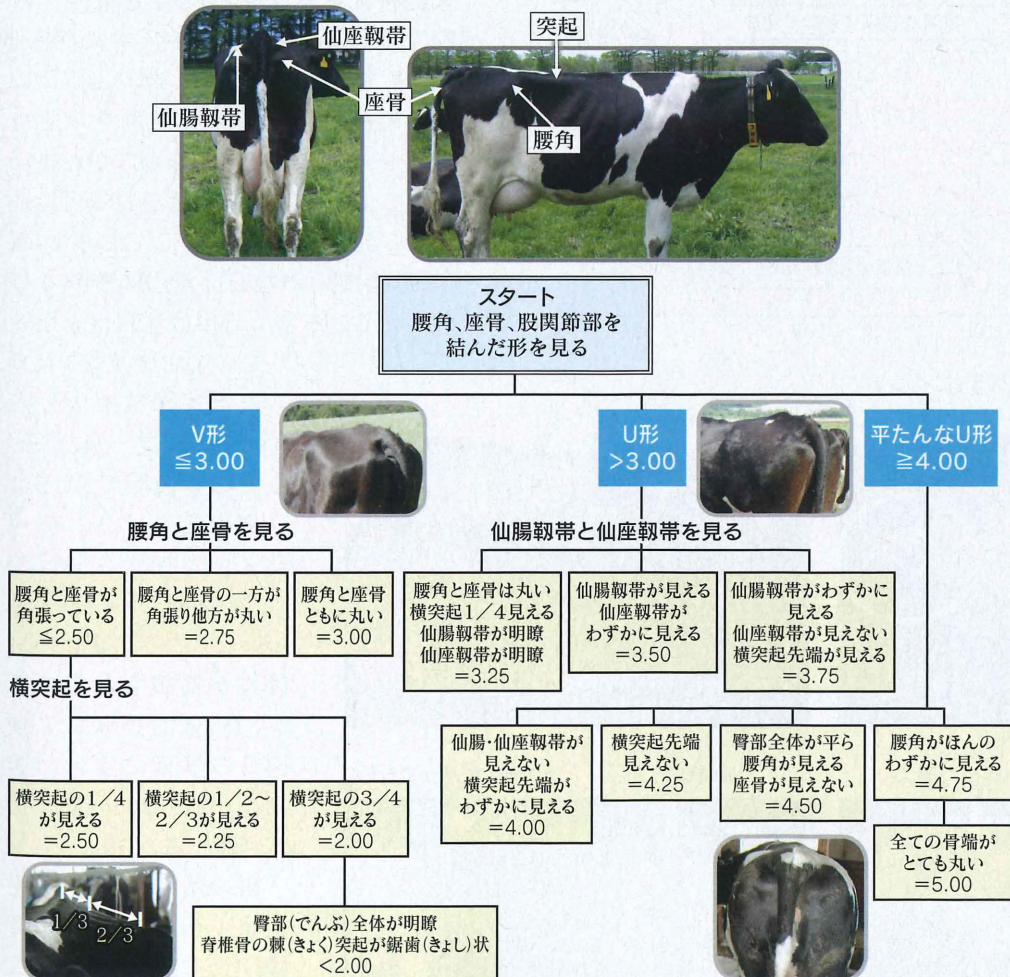 仙座靱帯
仙腸靱帯
座骨
突起
腰角
スタート
腰角、座骨、股関節部を
結んだ形を見る
V形
≦3.00
U形
>3.00
平たんなU形
≧4.00
腰角と座骨を見る
仙腸靱帯と仙座靱帯を見る
腰角と座骨が
角張っている
≦2.50
腰角と座骨の一方が
角張り他方が丸い
=2.75
腰角と座骨
ともに丸い
=3.00
腰角と座骨は丸い
横突起1/4見える
仙腸靱帯が明瞭
仙座靱帯が明瞭
=3.25
仙腸靱帯が見える
仙座靱帯が
わずかに見える
=3.50
仙腸靱帯がわずかに
見える
仙座靱帯が見えない
横突起先端が見える
=3.75
横突起を見る
横突起の1/4
が見える
=2.50
横突起の1/2〜
2/3が見える
=2.25
横突起の3/4
が見える
=2.00
仙腸・仙座靱帯が
見えない
横突起先端が
わずかに見える
=4.00
横突起先端
見えない
=4.25
臀部全体が平ら
腰角が見える
座骨が見えない
=4.50
腰角がほんの
わずかに見える
=4.75
全ての骨端が
とても丸い
=5.00
1/3
2/3
臀部(でんぶ)全体が明瞭
脊椎骨の棘(きょく)突起が鋸歯(きょし)状
<2.00